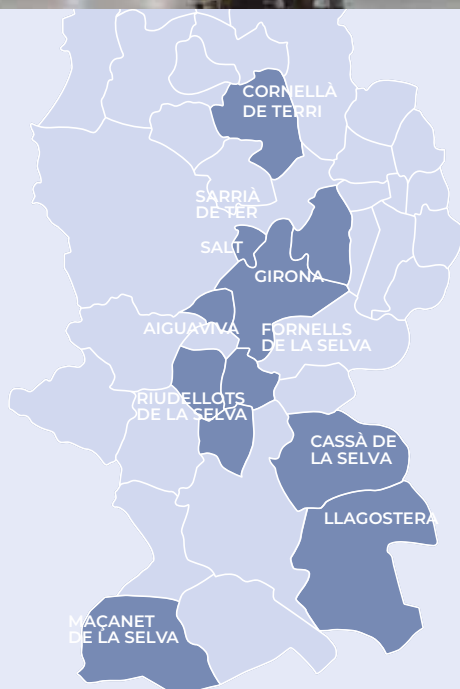 CORNELLÀ
DE TERRI
SARRIÀ
DE TER
SALT
GIRONA
AIGUAVIVA
FORNELLS
DE LA SELVA
RIUDELLOTS
DE LA SELVA
CASSÀ DE
LA SELVA
LLAGOSTERA
MAÇANET
DE LA SELVA